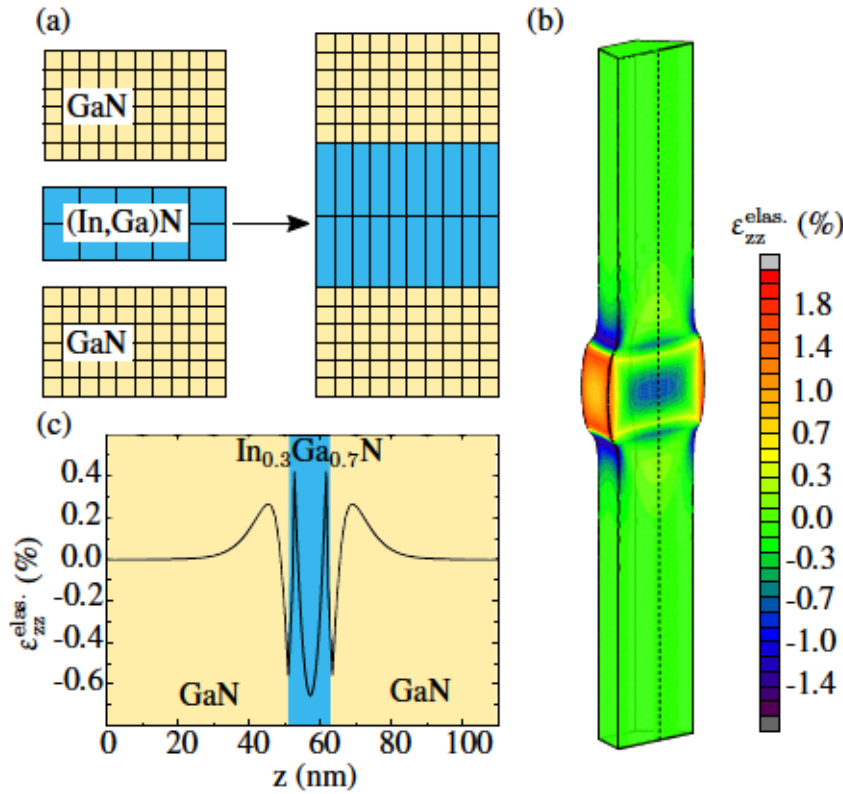 (a)
GaN
(In,Ga)N
GaN
(b)
ε_zz^elas. (%)
1.8
1.4
1.0
0.7
0.3
0.0
-0.3
-0.7
-1.0
-1.4
(c)
In₀.₃Ga₀.₇N
ε_zz^elas. (%)
0.4
0.2
0.0
-0.2
-0.4
-0.6
GaN
GaN
0 20 40 60 80 100
z (nm)